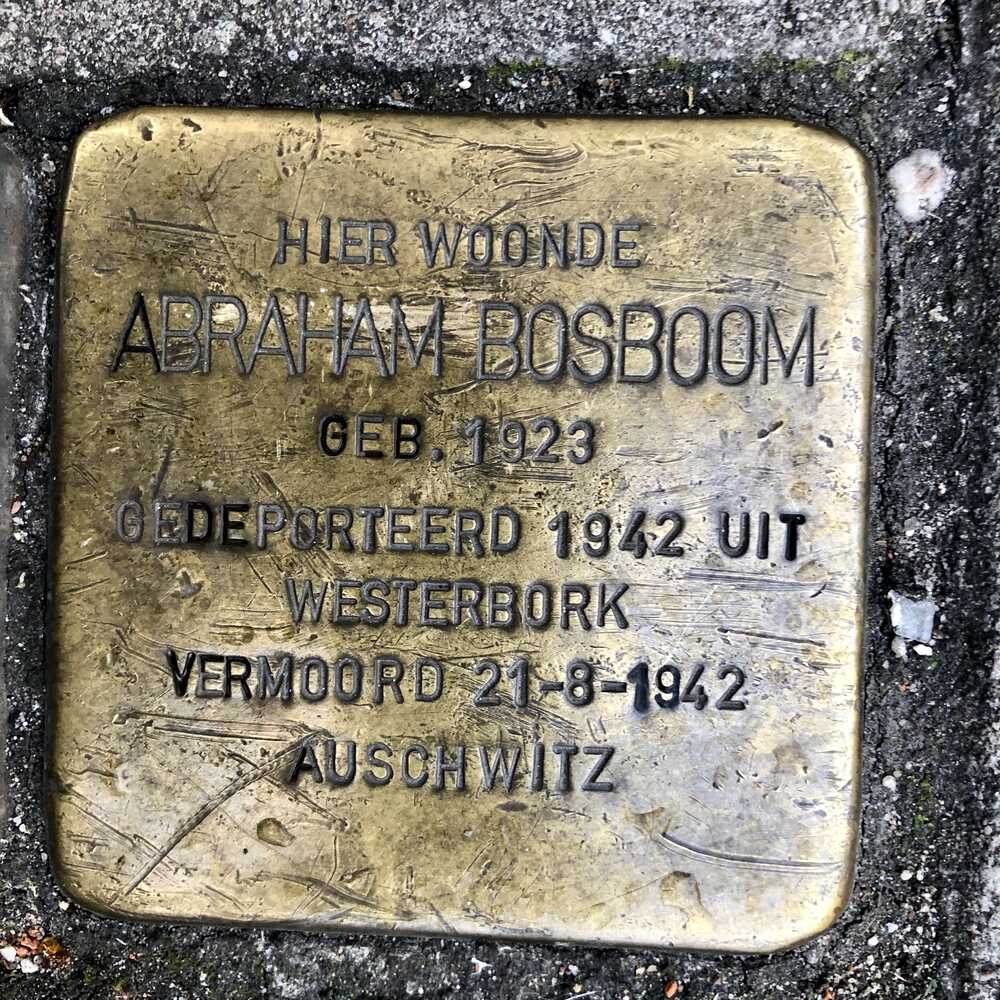 HIER WOONDE
ABRAHAM BOSBOOM
GEB. 1923
GEDEPORTEERD 1942 UIT
WESTERBORK
VERMOORD 21-8-1942
AUSCHWITZ